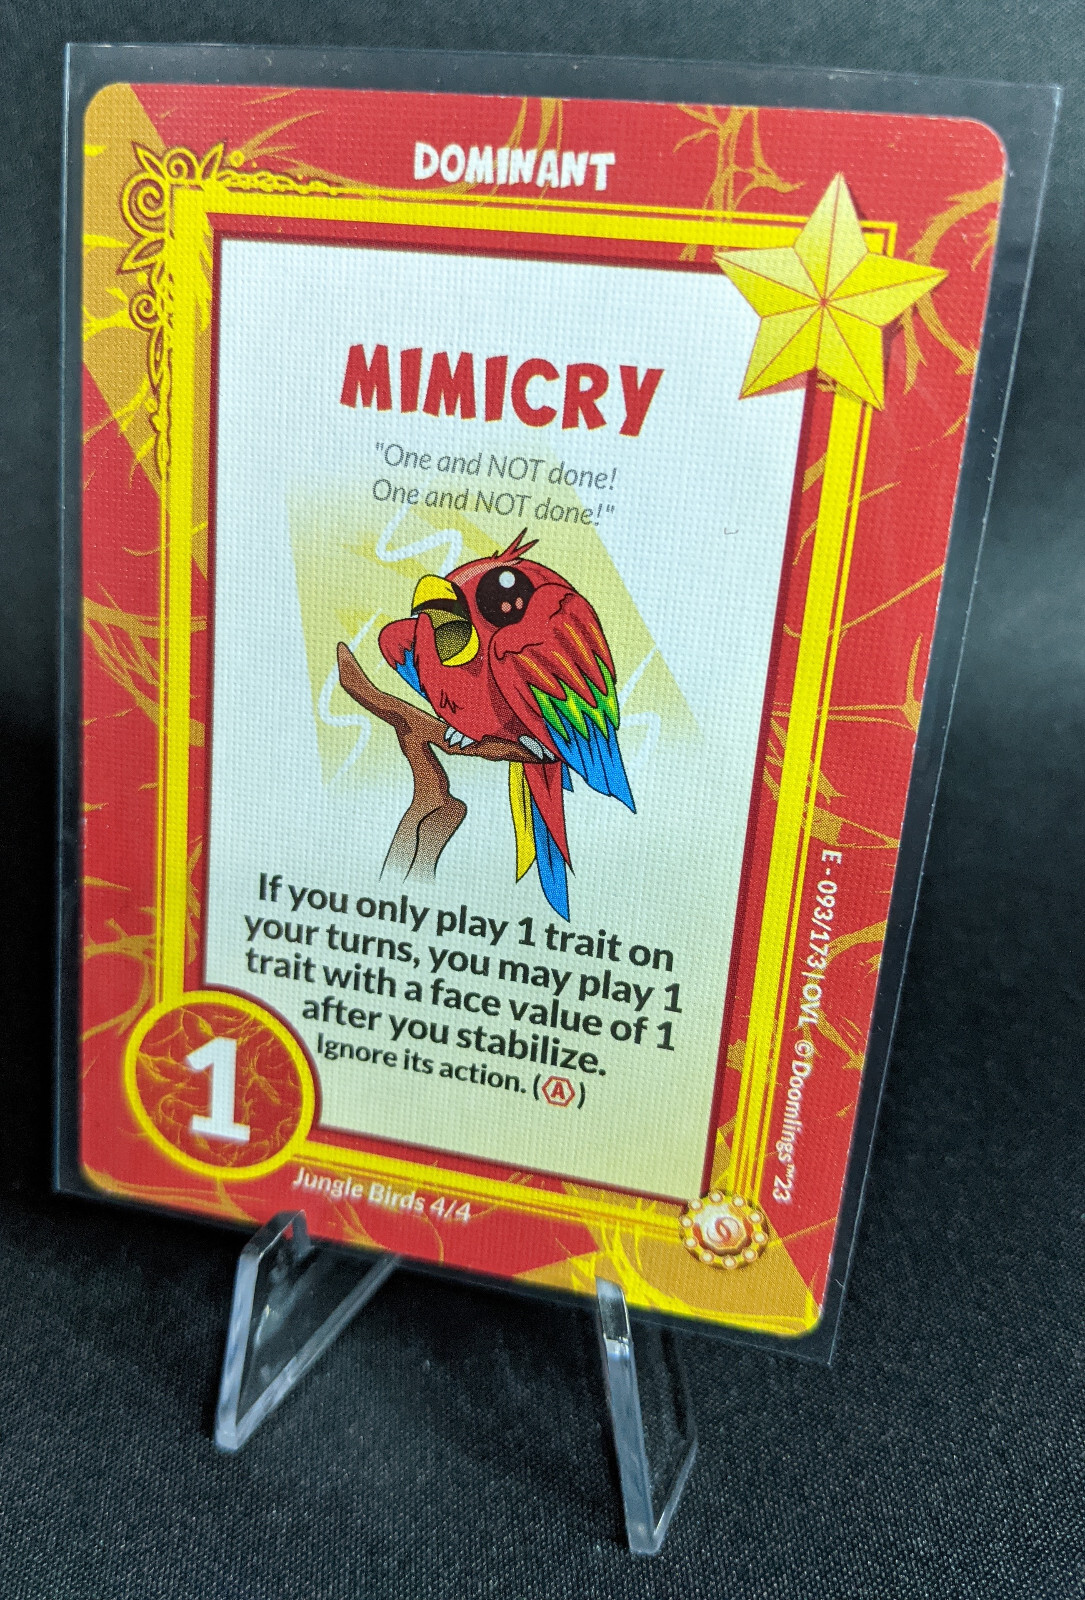 DOMINANT
MIMICRY
"One and NOT done!
One and NOT done!"
If you only play 1 trait on
your turns, you may play 1
trait with a face value of 1
after you stabilize.
Ignore its action. (A)
1
Jungle Birds 4/4
E - 093/173 | OVL © Doomlings™ '23